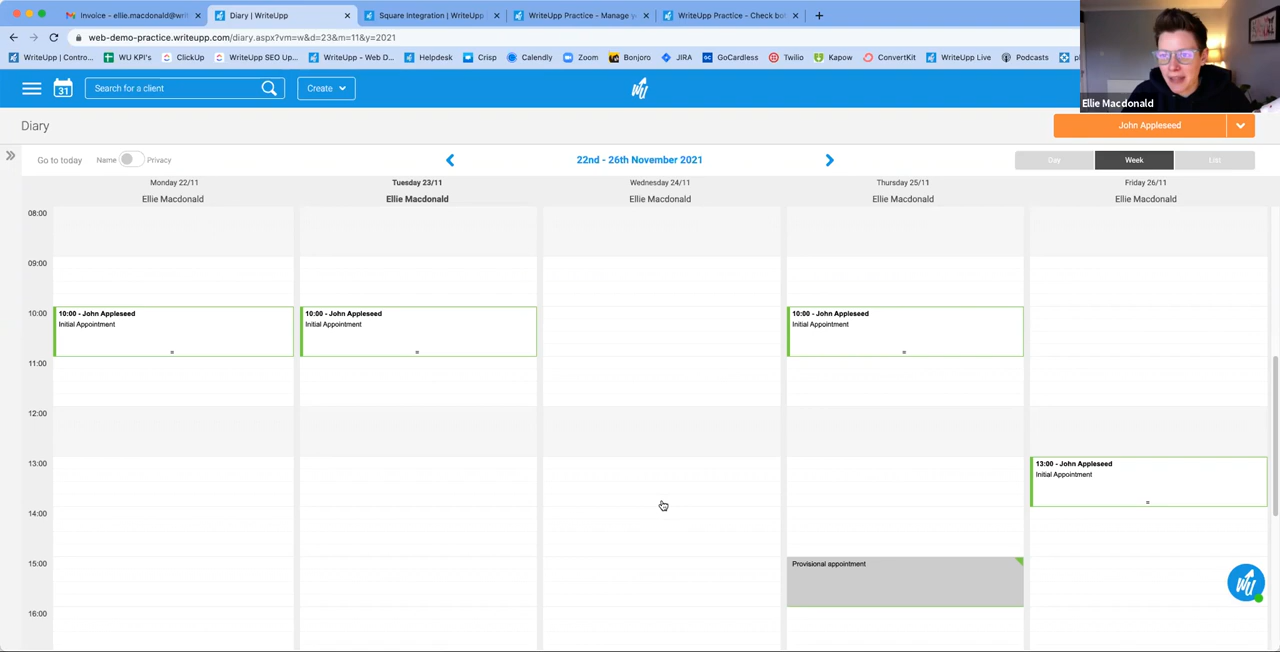 Invoice - ellie.macdonald@wri
Diary | WriteUpp
Square Integration | WriteUpp
WriteUpp Practice - Manage y
WriteUpp Practice - Check bot
web-demo-practice.writeupp.com/diary.aspx?vm=w&d=23&m=11&y=2021
WriteUpp | Contro...
WU KPI's
ClickUp
WriteUpp SEO Up...
WriteUpp - Web D...
Helpdesk
Calendly
Zoom
Bonjoro
JIRA
GoCardless
Twilio
Kapow
ConvertKit
WriteUpp Live
Podcasts
31
Search for a client
Create
Ellie Macdonald
Diary
John Appleseed
Go to today
Name
Privacy
22nd - 26th November 2021
Day
Week
List
Monday 22/11
Tuesday 23/11
Wednesday 24/11
Thursday 25/11
Friday 26/11
Ellie Macdonald
Ellie Macdonald
Ellie Macdonald
Ellie Macdonald
Ellie Macdonald
08:00
09:00
10:00
10:00 - John Appleseed
Initial Appointment
10:00 - John Appleseed
Initial Appointment
10:00 - John Appleseed
Initial Appointment
11:00
12:00
13:00
13:00 - John Appleseed
Initial Appointment
14:00
15:00
Provisional appointment
16:00